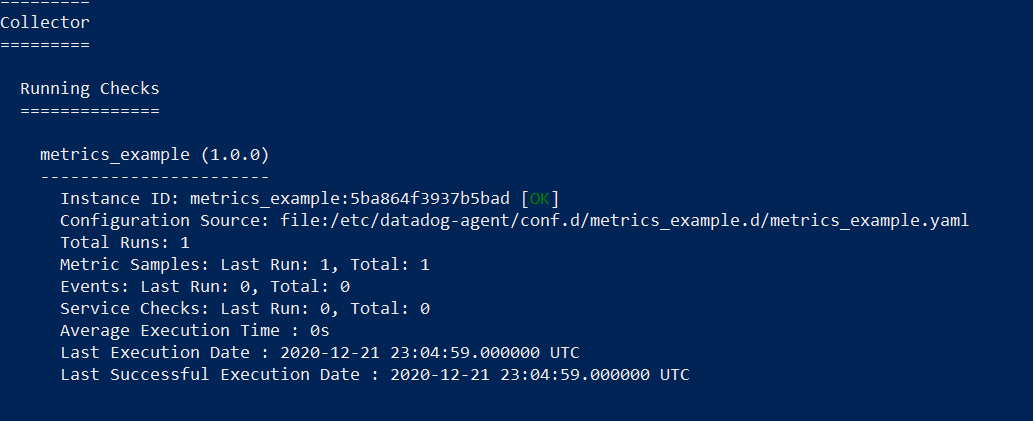 =========
Collector
=========
Running Checks
==============
metrics_example (1.0.0)
-----------------------
Instance ID: metrics_example:5ba864f3937b5bad [OK]
Configuration Source: file:/etc/datadog-agent/conf.d/metrics_example.d/metrics_example.yaml
Total Runs: 1
Metric Samples: Last Run: 1, Total: 1
Events: Last Run: 0, Total: 0
Service Checks: Last Run: 0, Total: 0
Average Execution Time : 0s
Last Execution Date : 2020-12-21 23:04:59.000000 UTC
Last Successful Execution Date : 2020-12-21 23:04:59.000000 UTC